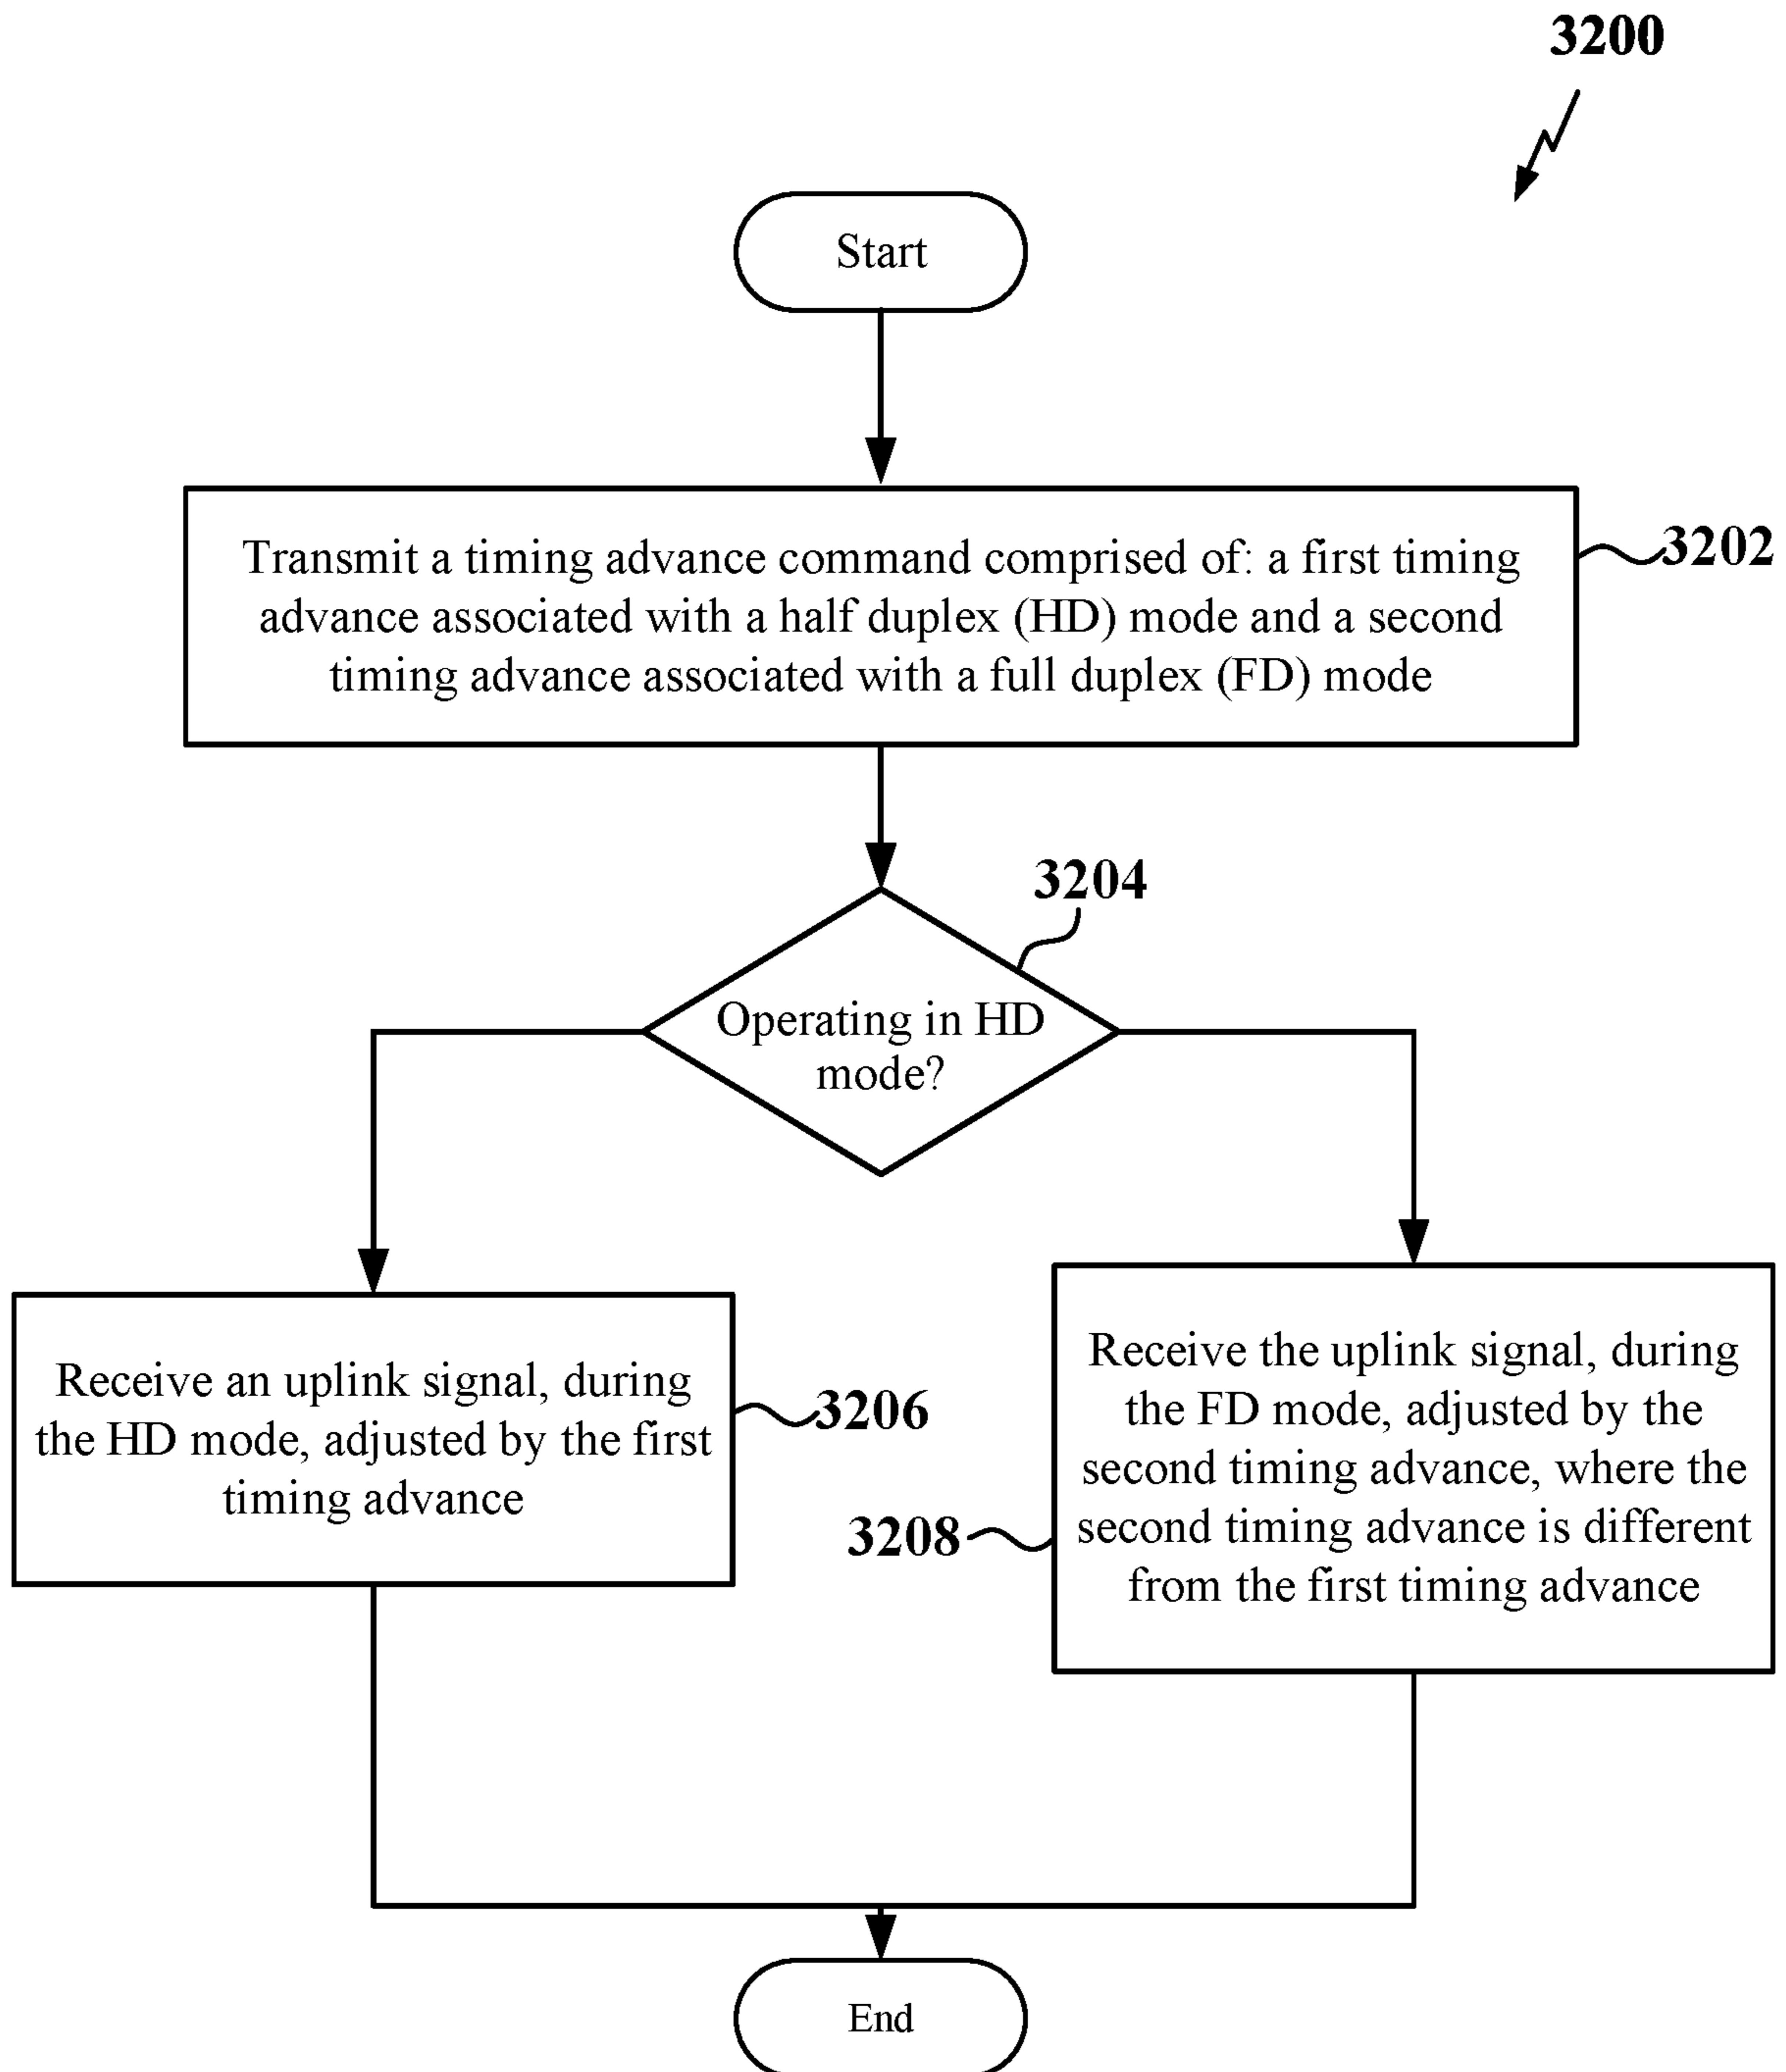 3200
Start
Transmit a timing advance command comprised of: a first timing
advance associated with a half duplex (HD) mode and a second
timing advance associated with a full duplex (FD) mode
3202
3204
Operating in HD
mode?
Receive an uplink signal, during
the HD mode, adjusted by the first
timing advance
3206
Receive the uplink signal, during
the FD mode, adjusted by the
second timing advance, where the
second timing advance is different
from the first timing advance
3208
End